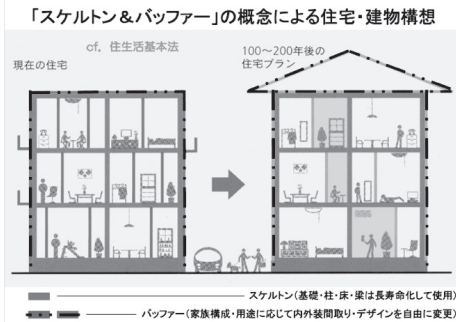 「スケルトン&バッファー」の概念による住宅・建物構想
cf. 住生活基本法
現在の住宅
100〜200年後の
住宅プラン
スケルトン(基礎・柱・床・梁は長寿命化して使用)
バッファー(家族構成・用途に応じて内外装間取り・デザインを自由に変更)